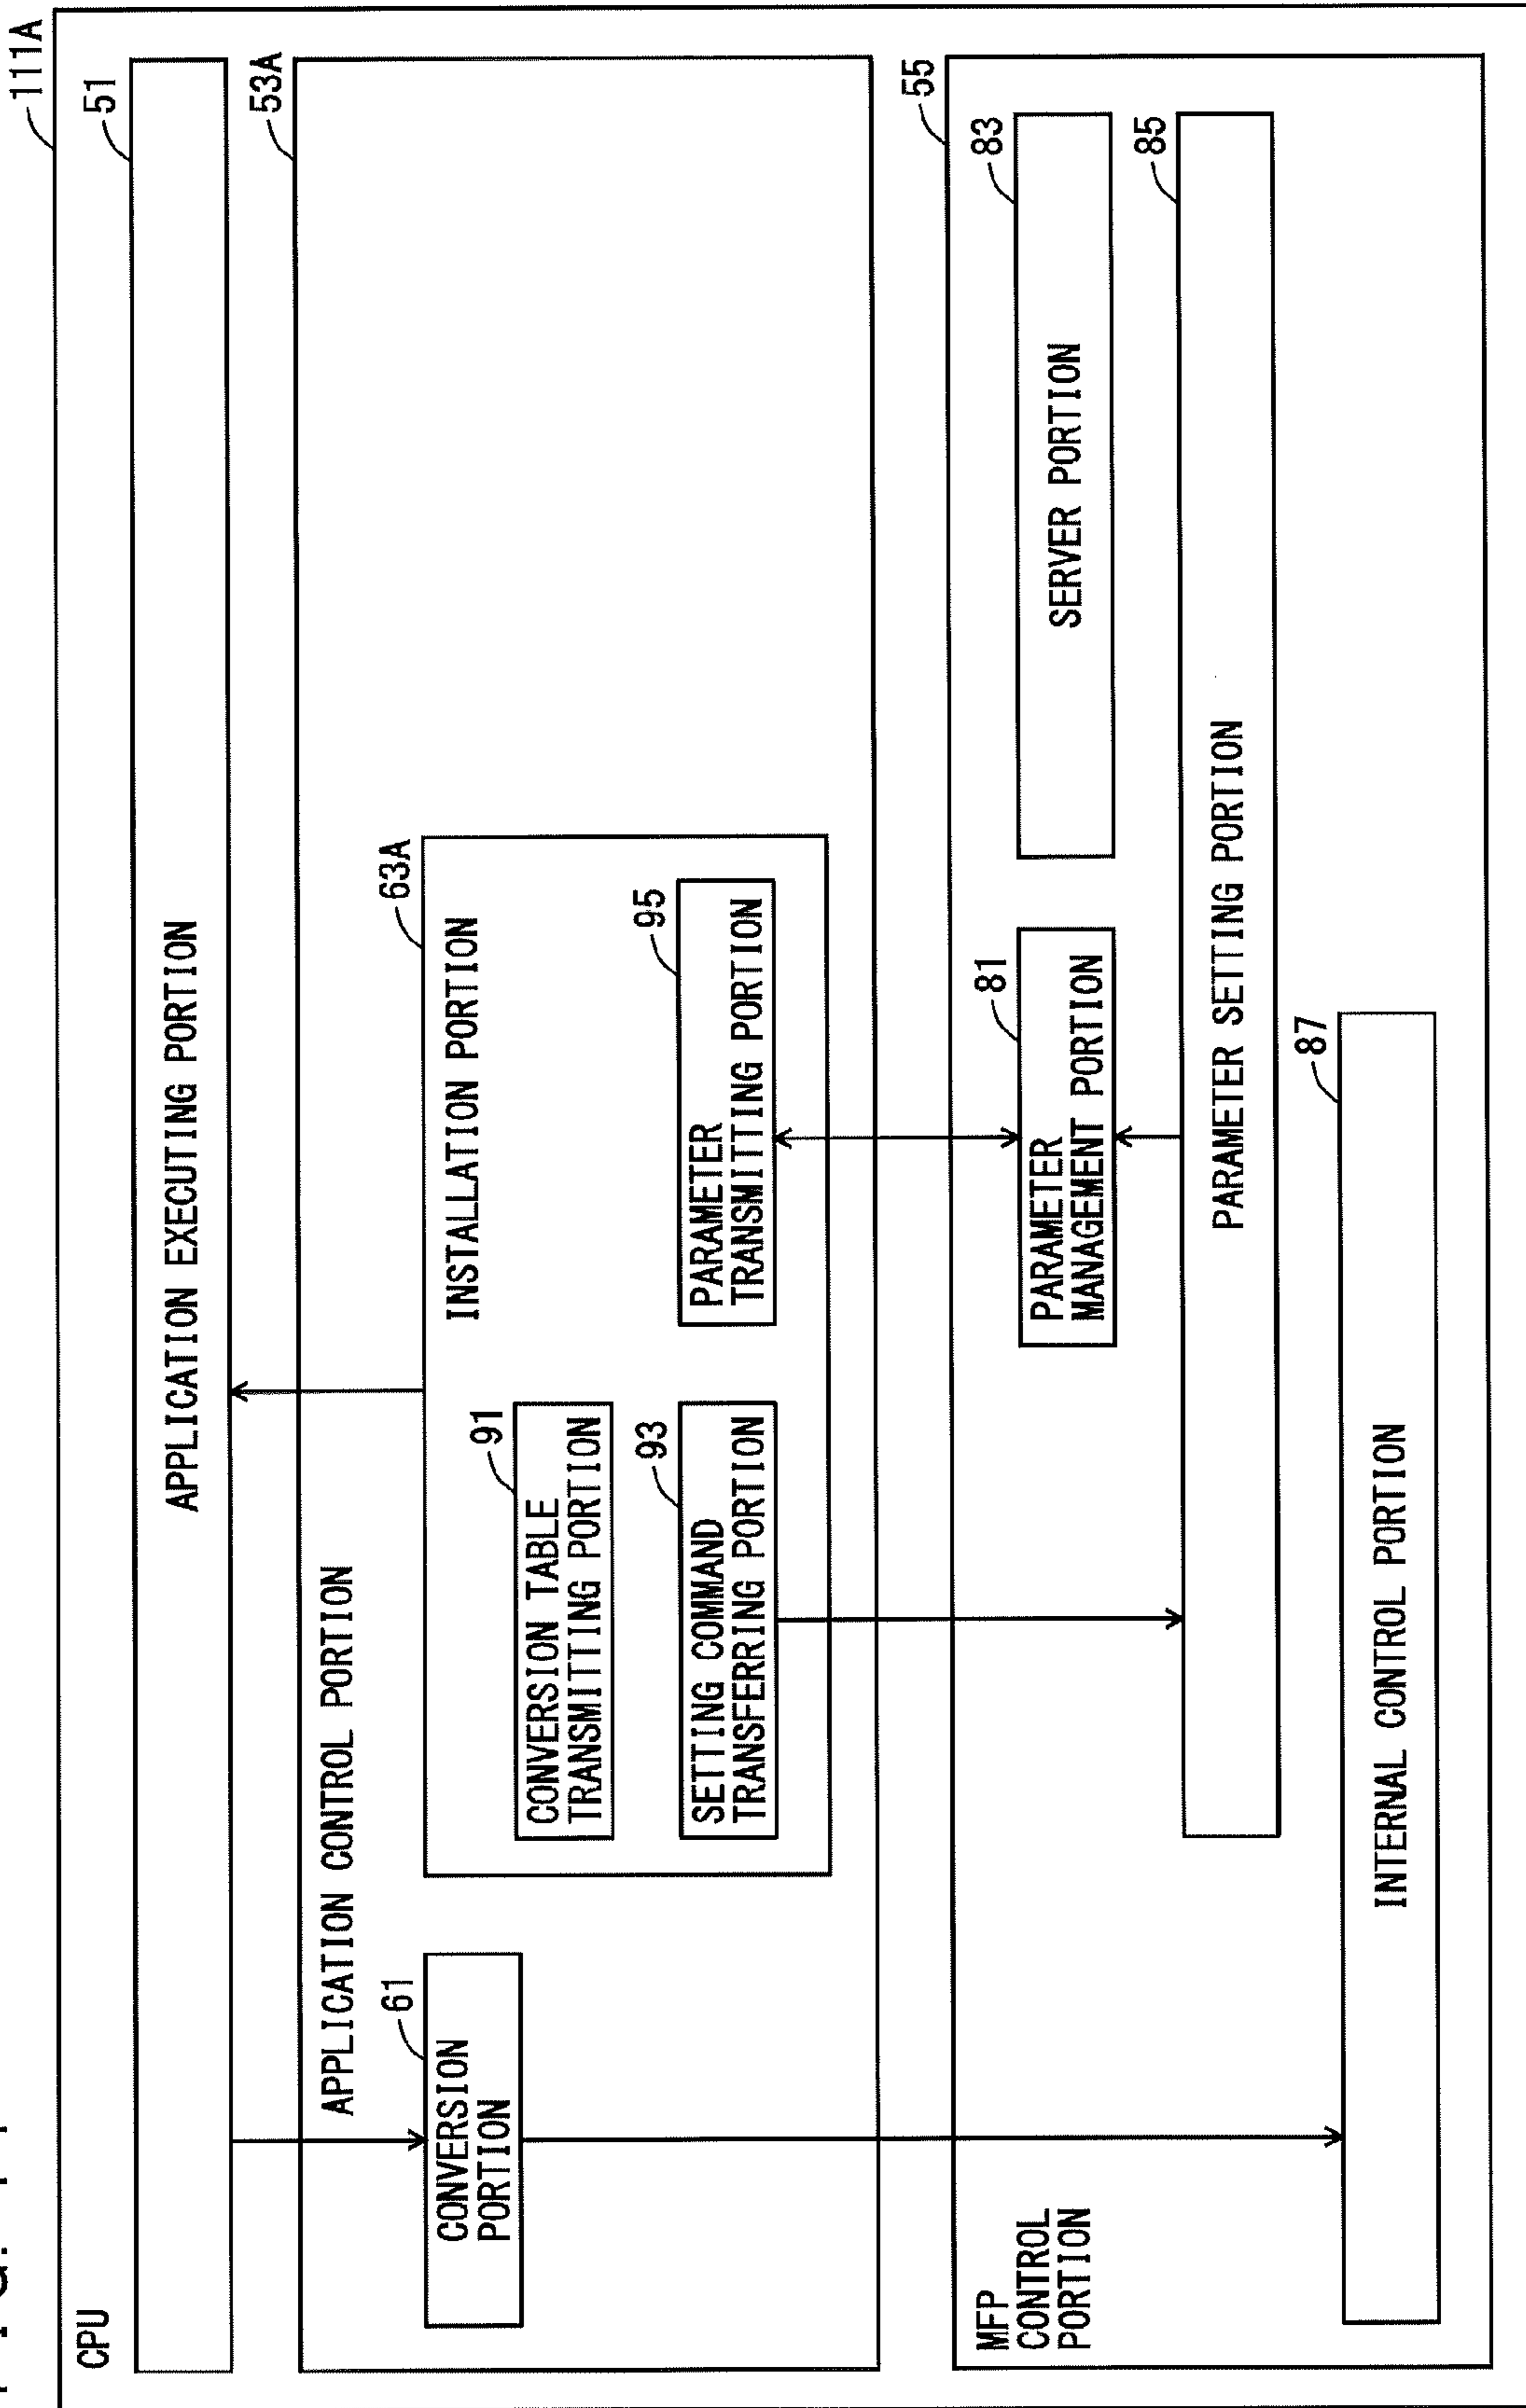 CPU
111A
APPLICATION EXECUTING PORTION
51
APPLICATION CONTROL PORTION
53A
CONVERSION
PORTION
61
INSTALLATION PORTION
63A
CONVERSION TABLE
TRANSMITTING PORTION
91
SETTING COMMAND
TRANSFERRING PORTION
93
PARAMETER
TRANSMITTING PORTION
95
MFP
CONTROL
PORTION
55
PARAMETER
MANAGEMENT PORTION
81
SERVER PORTION
83
PARAMETER SETTING PORTION
85
INTERNAL CONTROL PORTION
87